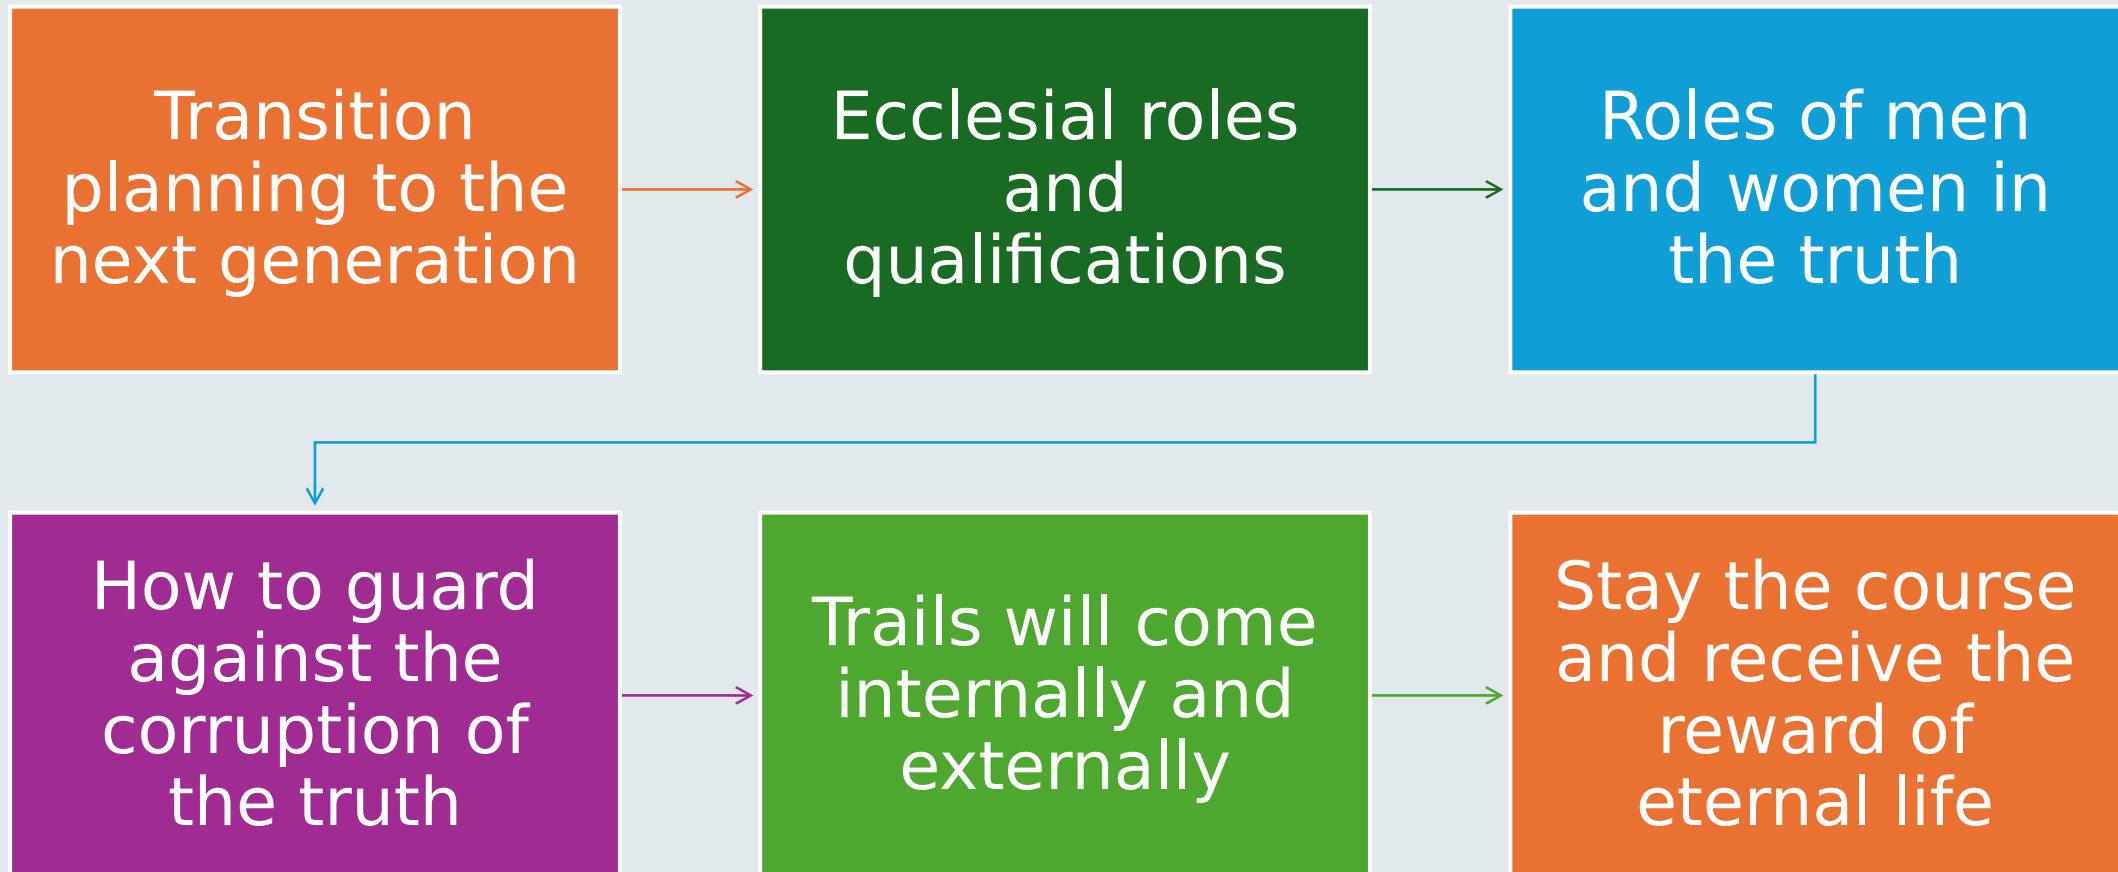 Transition
planning to the
next generation
Ecclesial roles
and
qualifications
Roles of men
and women in
the truth
How to guard
against the
corruption of
the truth
Trails will come
internally and
externally
Stay the course
and receive the
reward of
eternal life